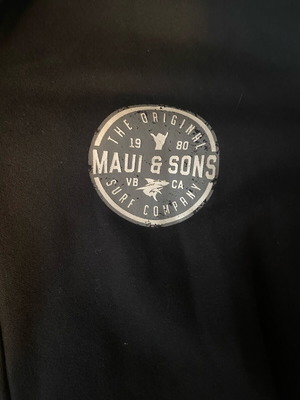 THE ORIGINAL
19 80
MAUI & SONS
VB CA
SURF COMPANY